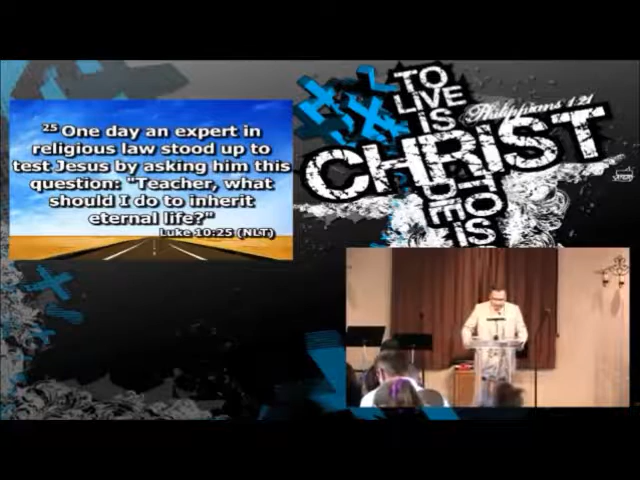 25 One day an expert in
religious law stood up to
test Jesus by asking him this
question: "Teacher, what
should I do to inherit
eternal life?"
Luke 10:25 (NLT)
TO
LIVE
IS
CHRIST
Philippians 1:21
TO
DIE
IS